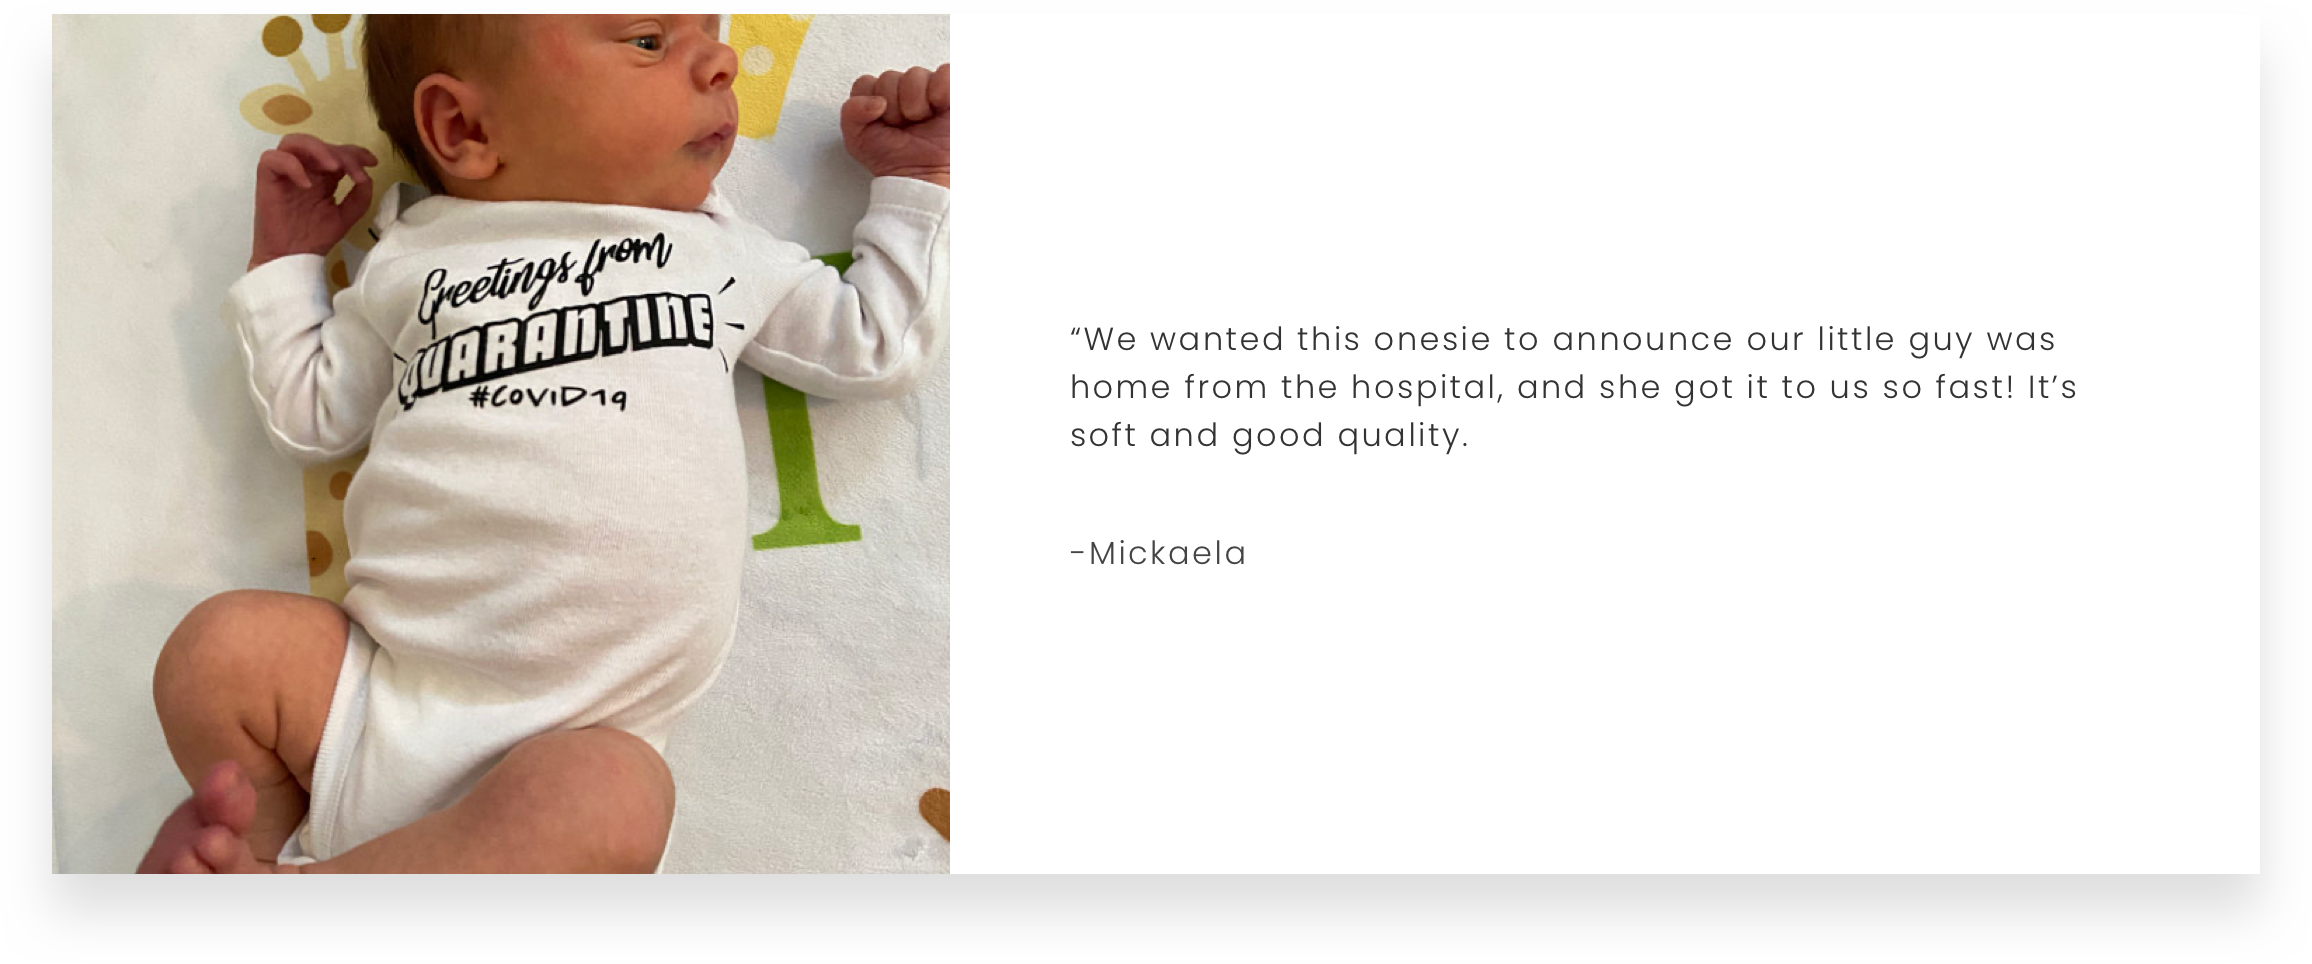 Greetings from
QUARANTINE
#COVID19
“We wanted this onesie to announce our little guy was
home from the hospital, and she got it to us so fast! It’s
soft and good quality.
-Mickaela